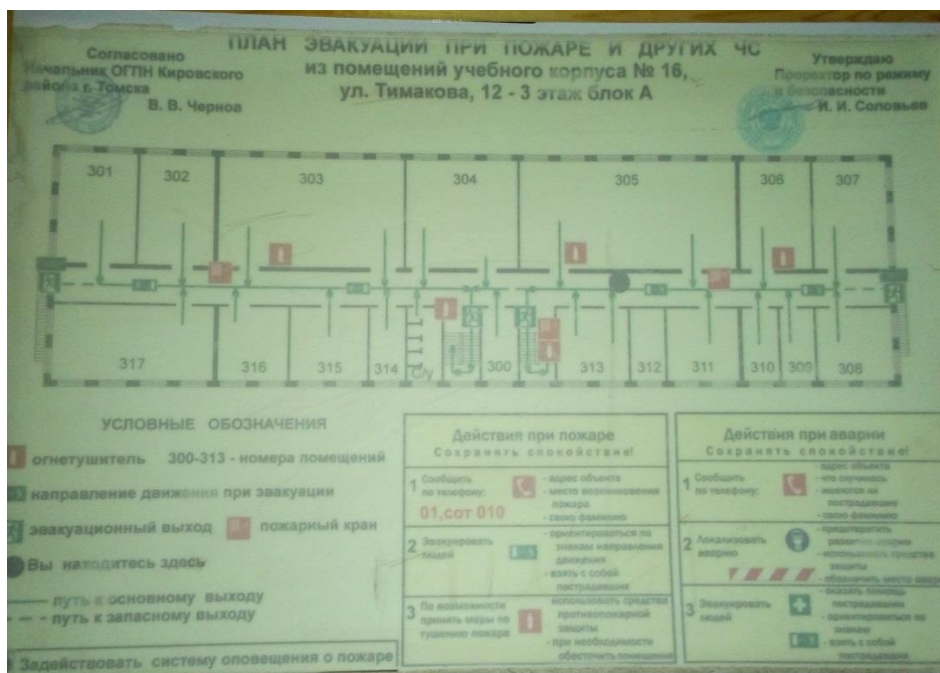 ПЛАН ЭВАКУАЦИИ ПРИ ПОЖАРЕ И ДРУГИХ ЧС
из помещений учебного корпуса № 16,
ул. Тимакова, 12 - 3 этаж блок А
Согласовано
Начальник ОГПН Кировского
района г. Томска
В. В. Чернов
Утверждаю
Проректор по режиму
и безопасности
И. И. Соловьев
301 302 303 304 305 306 307
317 316 315 314 С/у 300 313 312 311 310 309 308
УСЛОВНЫЕ ОБОЗНАЧЕНИЯ
огнетушитель 300-313 - номера помещений
направление движения при эвакуации
эвакуационный выход пожарный кран
Вы находитесь здесь
путь к основному выходу
путь к запасному выходу
Задействовать систему оповещения о пожаре
Действия при пожаре
Сохранять спокойствие!
1 Сообщить
по телефону:
01,сот 010
- адрес объекта
- место возникновения
пожара
- свою фамилию
2 Эвакуировать
людей
- ориентироваться по
знакам направления
движения
- взять с собой
пострадавших
3 По возможности
принять меры по
тушению пожара
- использовать средства
противопожарной
защиты
- при необходимости
обесточить помещения
Действия при аварии
Сохранять спокойствие!
1 Сообщить
по телефону:
- адрес объекта
- что случилось
- имеются ли
пострадавшие
- свою фамилию
2 Локализовать
аварию
- предотвратить
развитие аварии
- использовать средства
защиты
- обозначить место
3 Эвакуировать
людей
- оказать помощь
пострадавшим
- ориентироваться по
знакам
- взять с собой
пострадавших